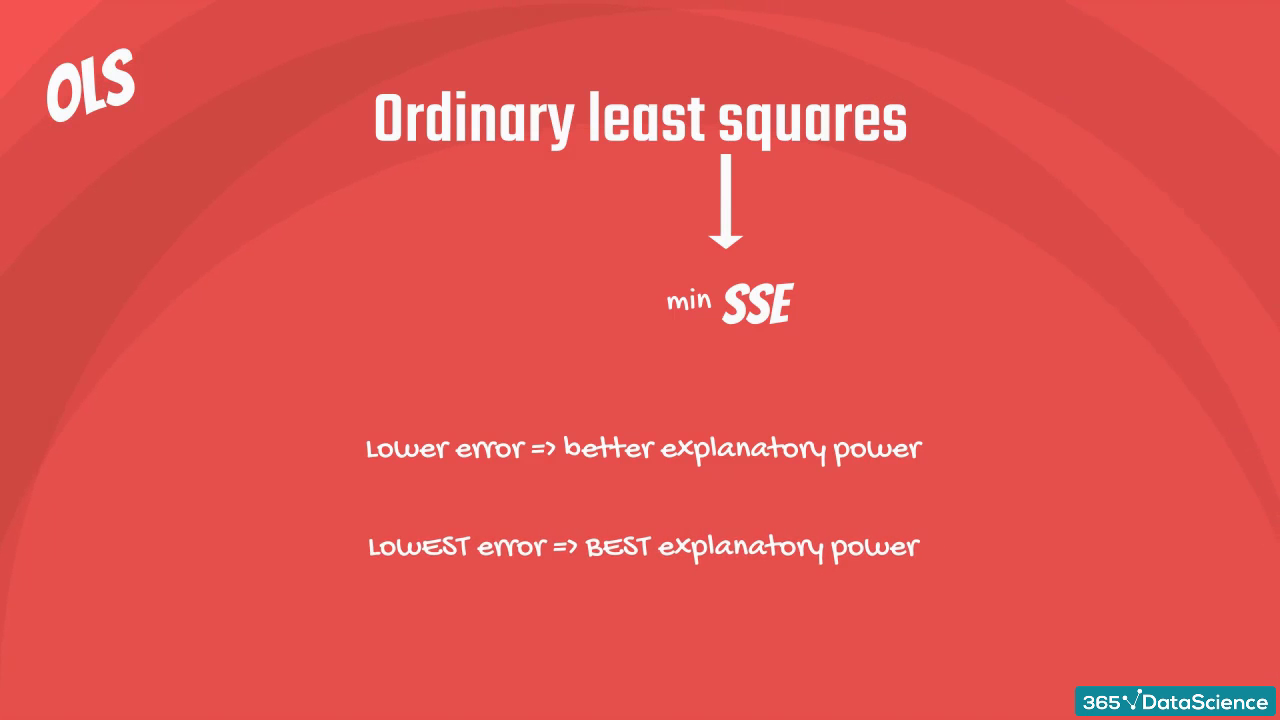 OLS
Ordinary least squares
min SSE
Lower error => better explanatory power
LowEST error => BEST explanatory power
365 DataScience